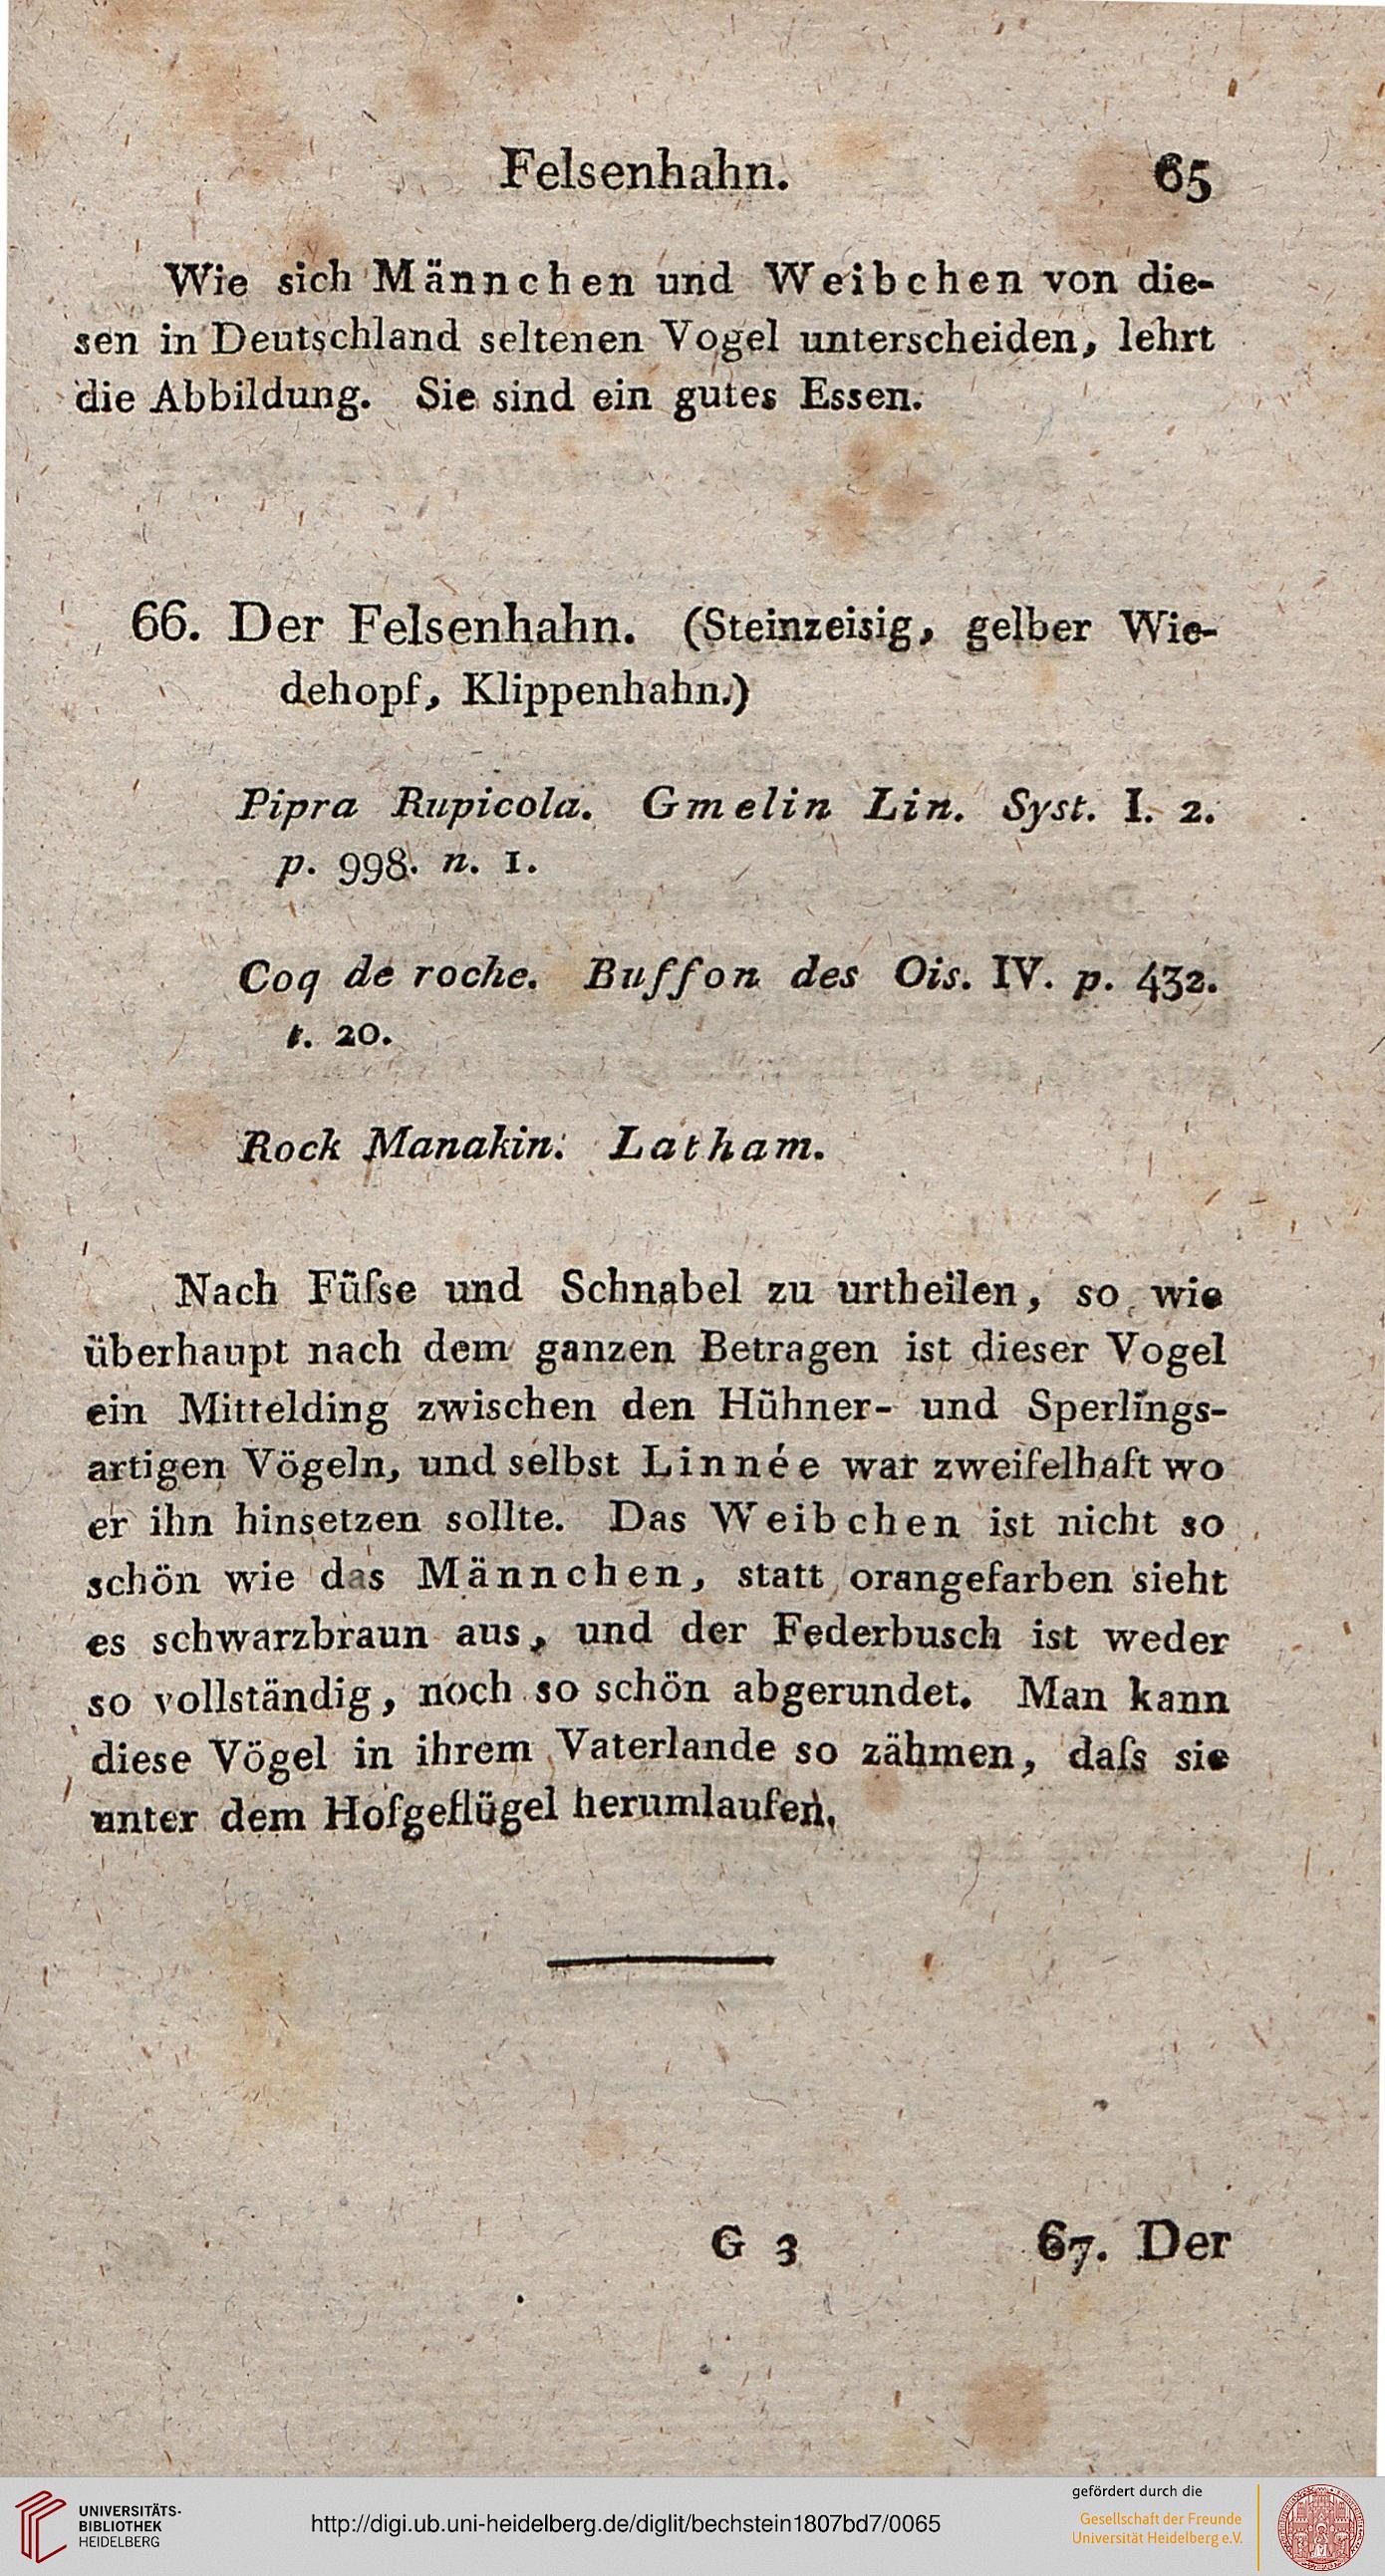 Felsenhahn. 65
Wie sich Männchen und Weibchen von die-
sen in Deutschland seltenen Vogel unterscheiden, lehrt
die Abbildung. Sie sind ein gutes Essen.
66. Der Felsenhahn. (Steinzeisig, gelber Wie-
dehopf, Klippenhahn.)
Pipra Rupicola. Gmelin Lin. Syst. I. 2.
p. 998. n. 1.
Coq de roche. Buffon des Ois. IV. p. 432.
t. 20.
Rock Manakin. Latham.
Nach Füſse und Schnabel zu urtheilen, so wie
überhaupt nach dem ganzen Betragen ist dieser Vogel
ein Mittelding zwischen den Hühner- und Sperlings-
artigen Vögeln, und selbst Linnée war zweifelhaft wo
er ihn hinsetzen sollte. Das Weibchen ist nicht so
schön wie das Männchen, statt orangefarben sieht
es schwarzbraun aus, und der Federbusch ist weder
so vollständig, noch so schön abgerundet. Man kann
diese Vögel in ihrem Vaterlande so zähmen, daſs sie
unter dem Hofgeflügel herumlaufen.
G 3 67. Der
UNIVERSITÄTS-
BIBLIOTHEK
HEIDELBERG
http://digi.ub.uni-heidelberg.de/diglit/bechstein1807bd7/0065
gefördert durch die
Gesellschaft der Freunde
Universität Heidelberg e.V.